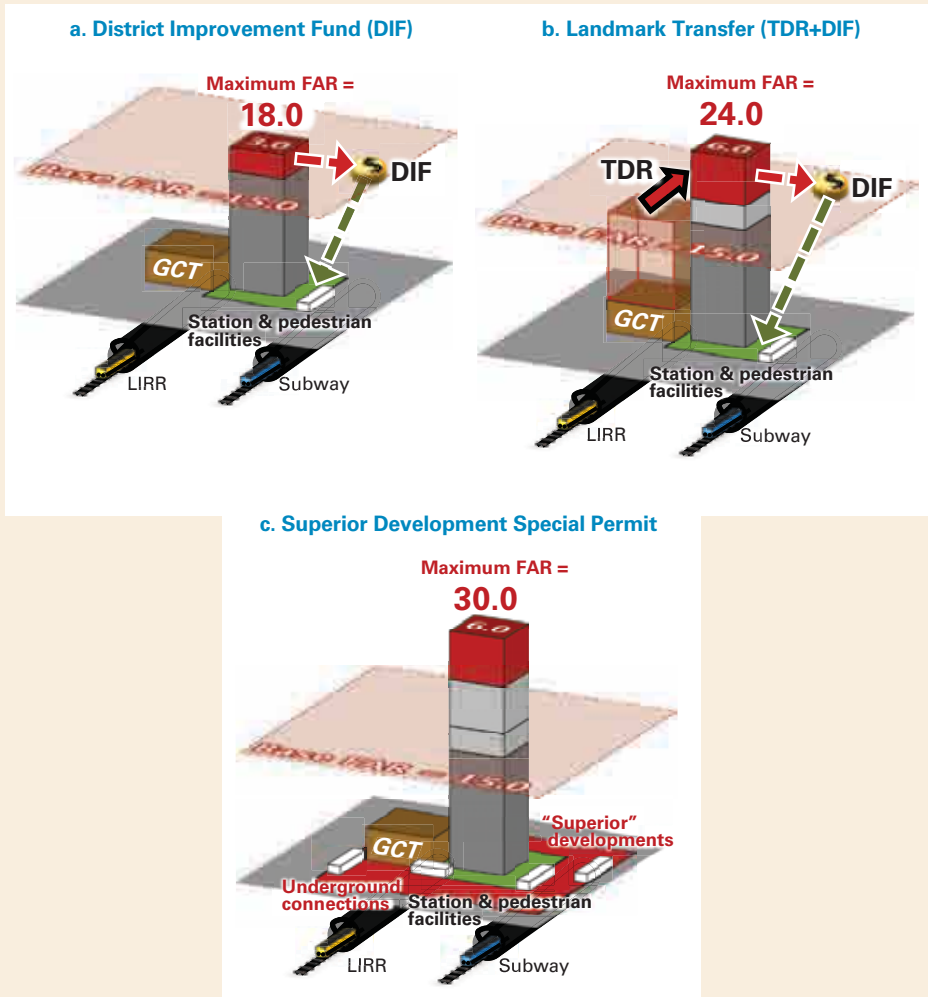 a. District Improvement Fund (DIF)
Maximum FAR =
18.0
3.0
DIF
Base FAR = 15.0
GCT
Station & pedestrian
facilities
LIRR
Subway
b. Landmark Transfer (TDR+DIF)
Maximum FAR =
24.0
6.0
TDR
DIF
Base FAR = 15.0
GCT
Station & pedestrian
facilities
LIRR
Subway
c. Superior Development Special Permit
Maximum FAR =
30.0
6.0
Base FAR = 15.0
"Superior"
developments
GCT
Underground
connections
Station & pedestrian
facilities
LIRR
Subway